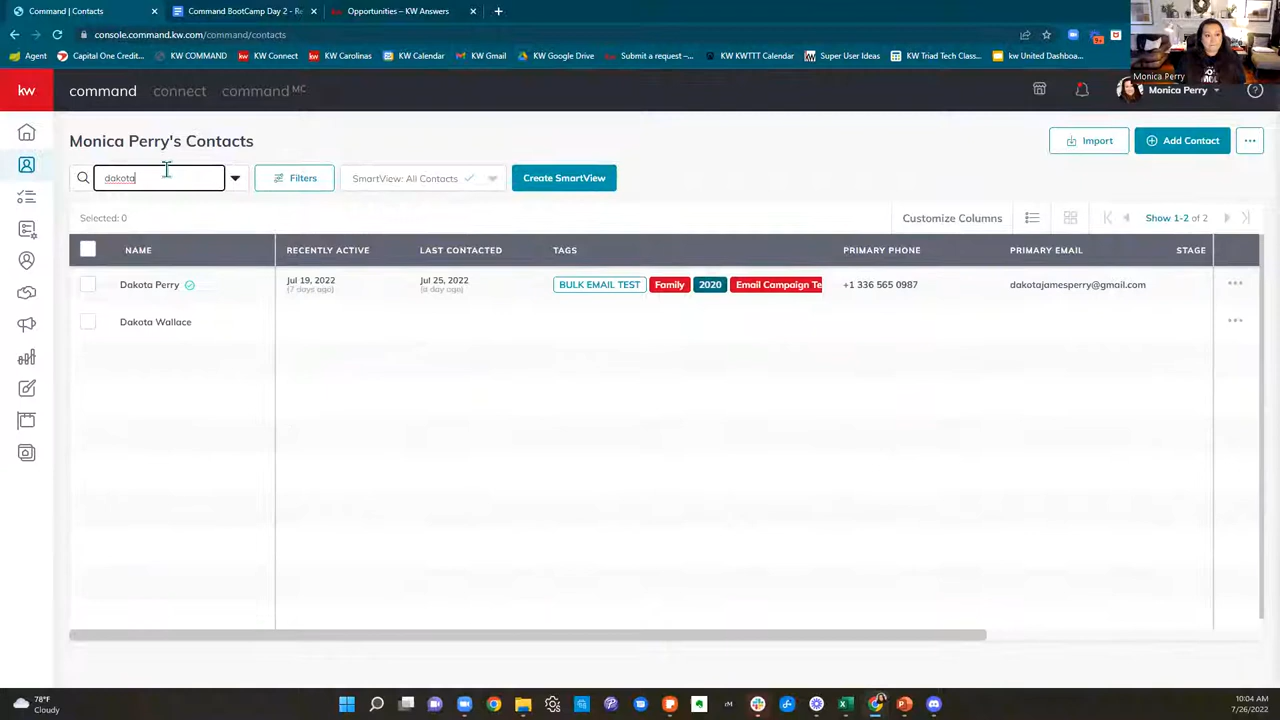 Command | Contacts
Command BootCamp Day 2 - Re
Opportunities – KW Answers
console.command.kw.com/command/contacts
Agent
Capital One Credit...
KW COMMAND
KW Connect
KW Carolinas
KW Calendar
KW Gmail
KW Google Drive
Submit a request –...
KW KWTTT Calendar
Super User Ideas
KW Triad Tech Class...
kw United Dashboa...
Monica Perry
kw
command
connect
command MC
Monica Perry
Monica Perry's Contacts
Import
Add Contact
dakota
Filters
SmartView: All Contacts
Create SmartView
Selected: 0
Customize Columns
Show 1-2 of 2
NAME
RECENTLY ACTIVE
LAST CONTACTED
TAGS
PRIMARY PHONE
PRIMARY EMAIL
STAGE
Dakota Perry
Jul 19, 2022
(7 days ago)
Jul 25, 2022
(a day ago)
BULK EMAIL TEST
Family
2020
Email Campaign Te
+1 336 565 0987
dakotajamesperry@gmail.com
Dakota Wallace
78°F
Cloudy
10:04 AM
7/26/2022